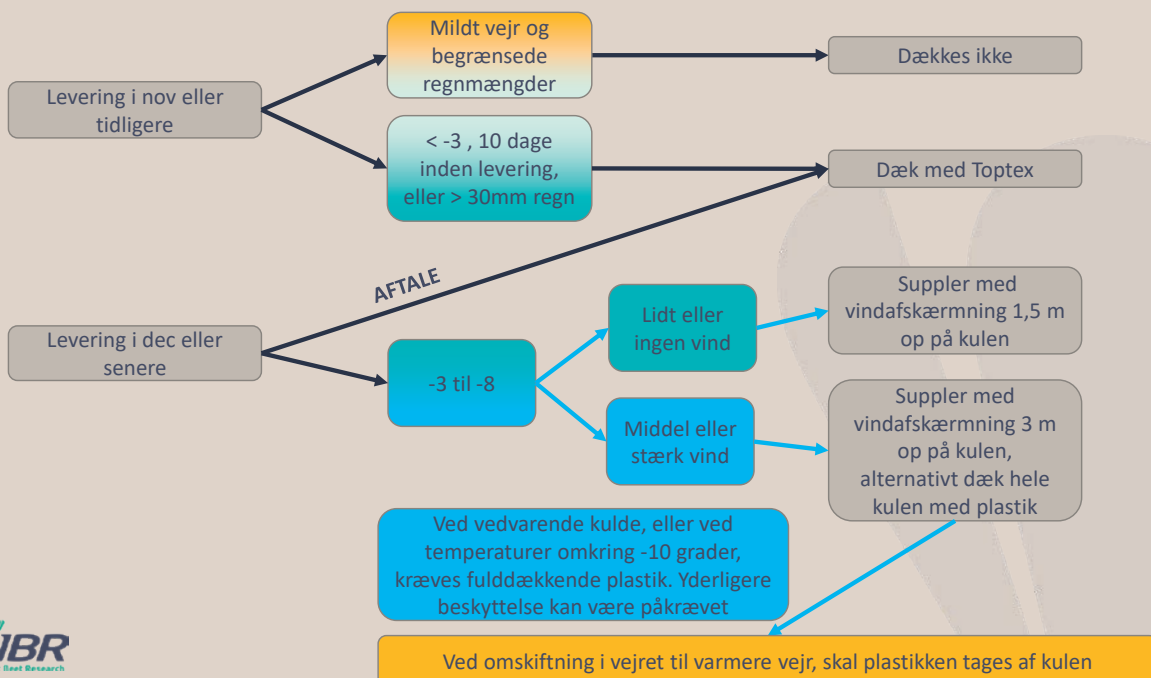 Mildt vejr og
begrænsede
regnmængder
Dækkes ikke
Levering i nov eller
tidligere
< -3 , 10 dage
inden levering,
eller > 30mm regn
Dæk med Toptex
AFTALE
Levering i dec eller
senere
-3 til -8
Lidt eller
ingen vind
Suppler med
vindafskærmning 1,5 m
op på kulen
Middel eller
stærk vind
Suppler med
vindafskærmning 3 m
op på kulen,
alternativt dæk hele
kulen med plastik
Ved vedvarende kulde, eller ved
temperaturer omkring -10 grader,
kræves fulddækkende plastik. Yderligere
beskyttelse kan være påkrævet
Ved omskiftning i vejret til varmere vejr, skal plastikken tages af kulen
BR
Beet Research